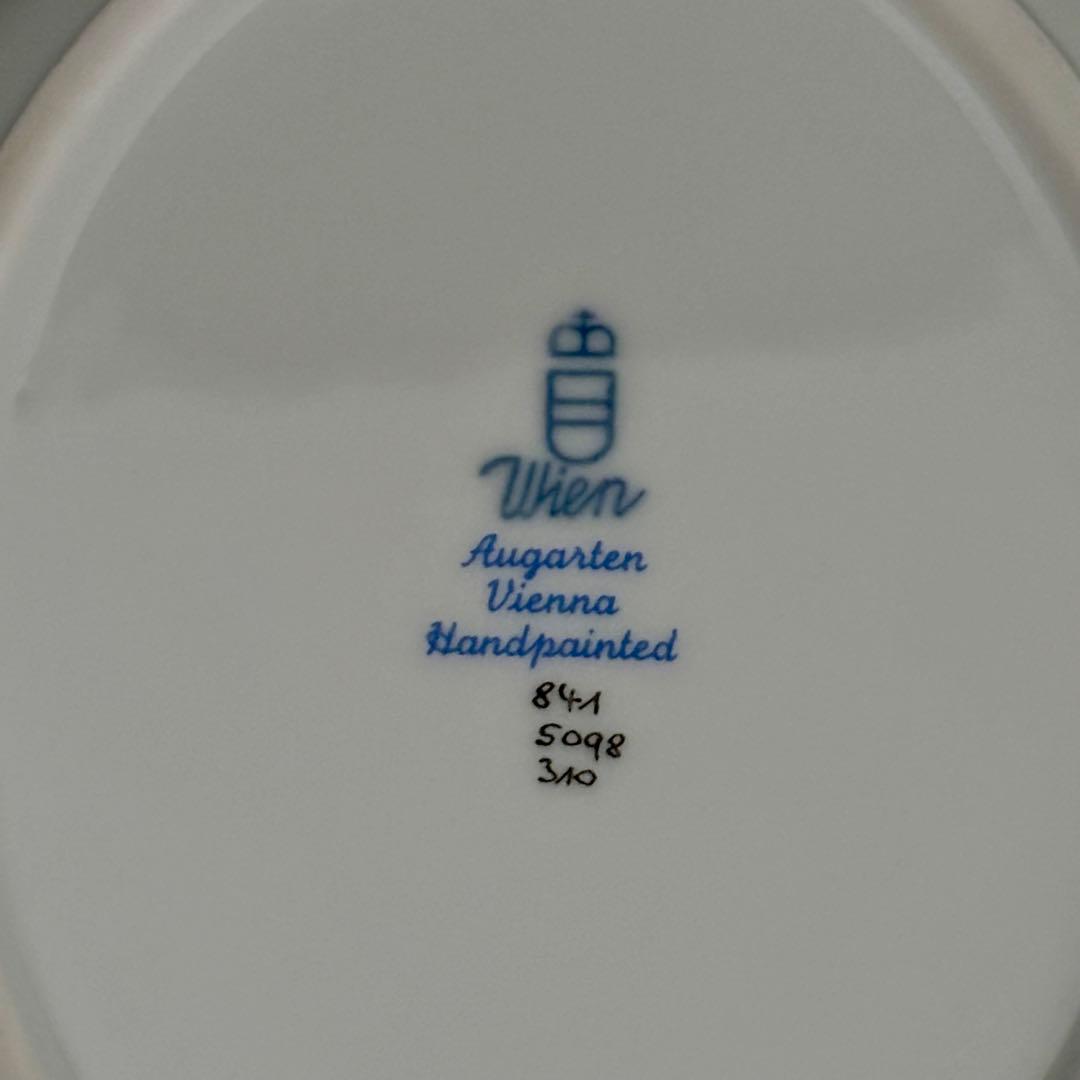 Wien
Augarten
Vienna
Handpainted
841
5098
310